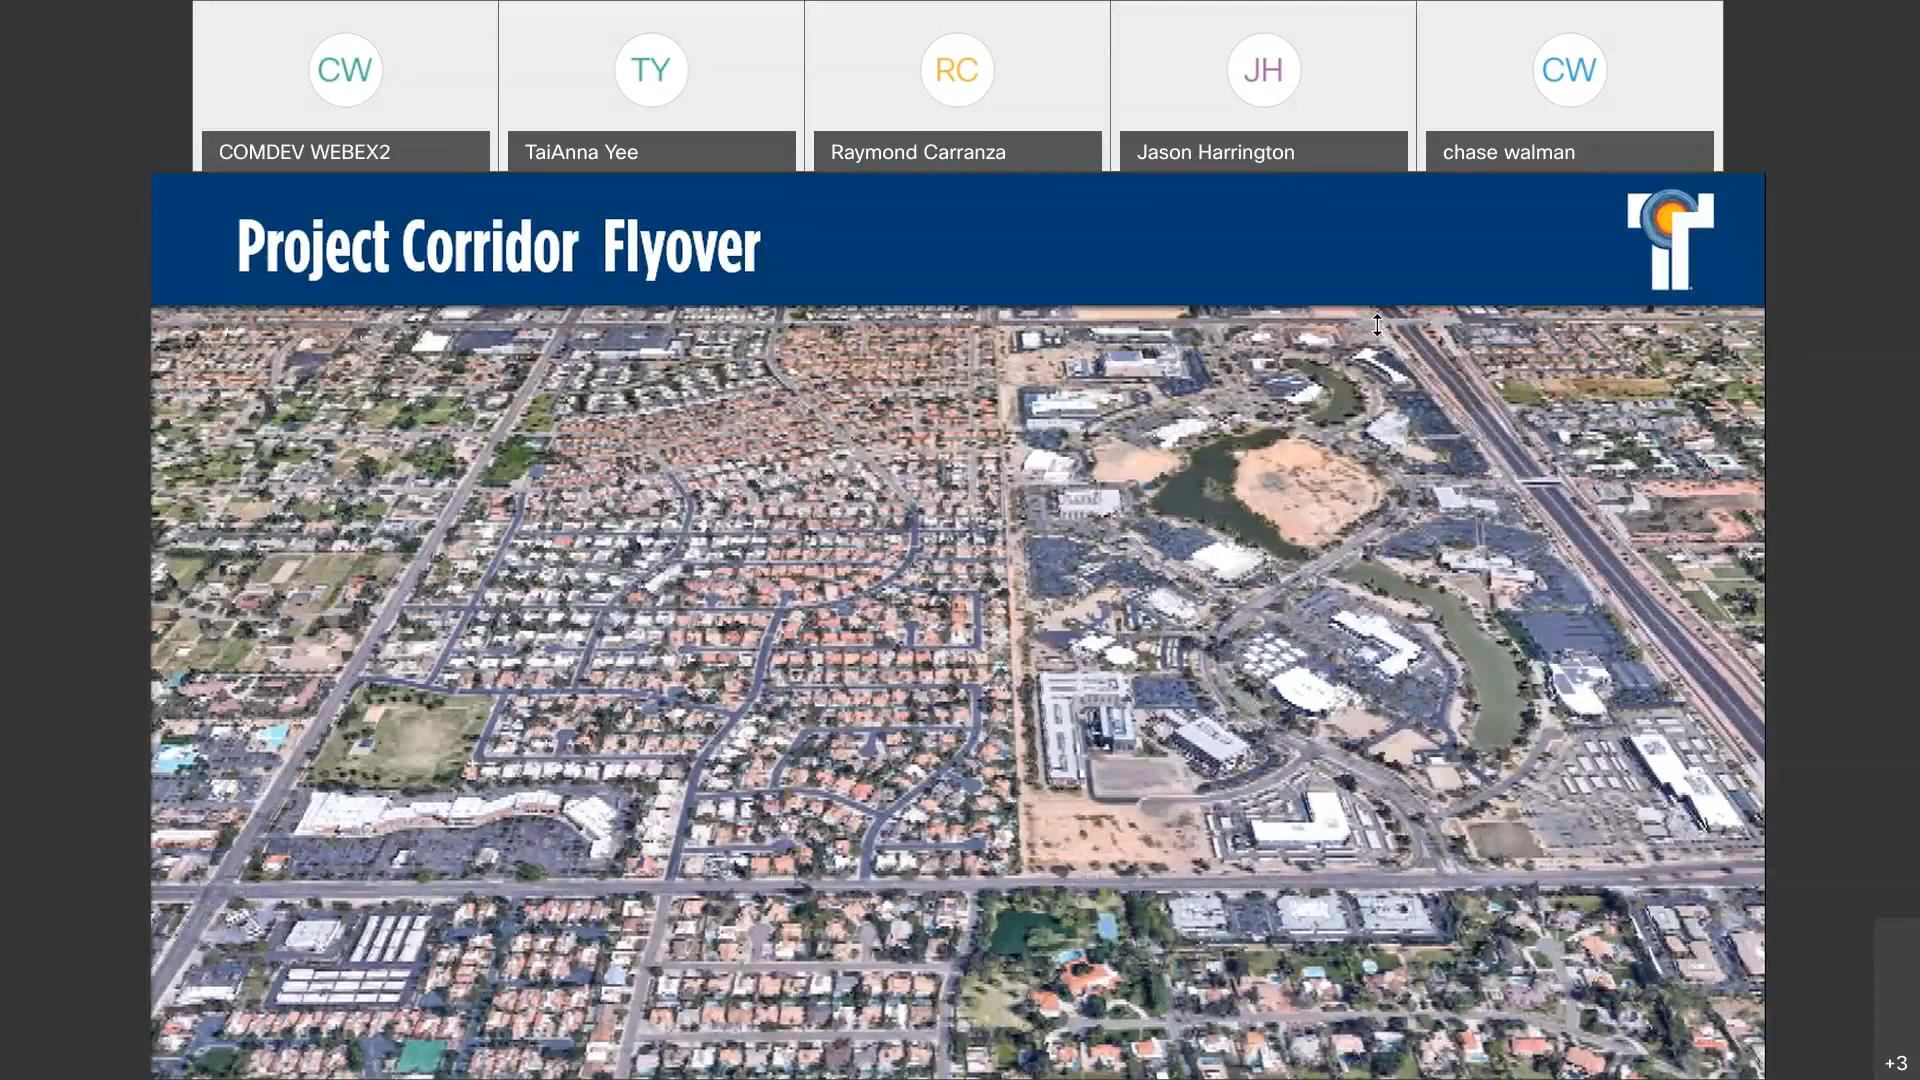 CW
TY
RC
JH
CW
COMDEV WEBEX2
TaiAnna Yee
Raymond Carranza
Jason Harrington
chase walman
Project Corridor Flyover
+3